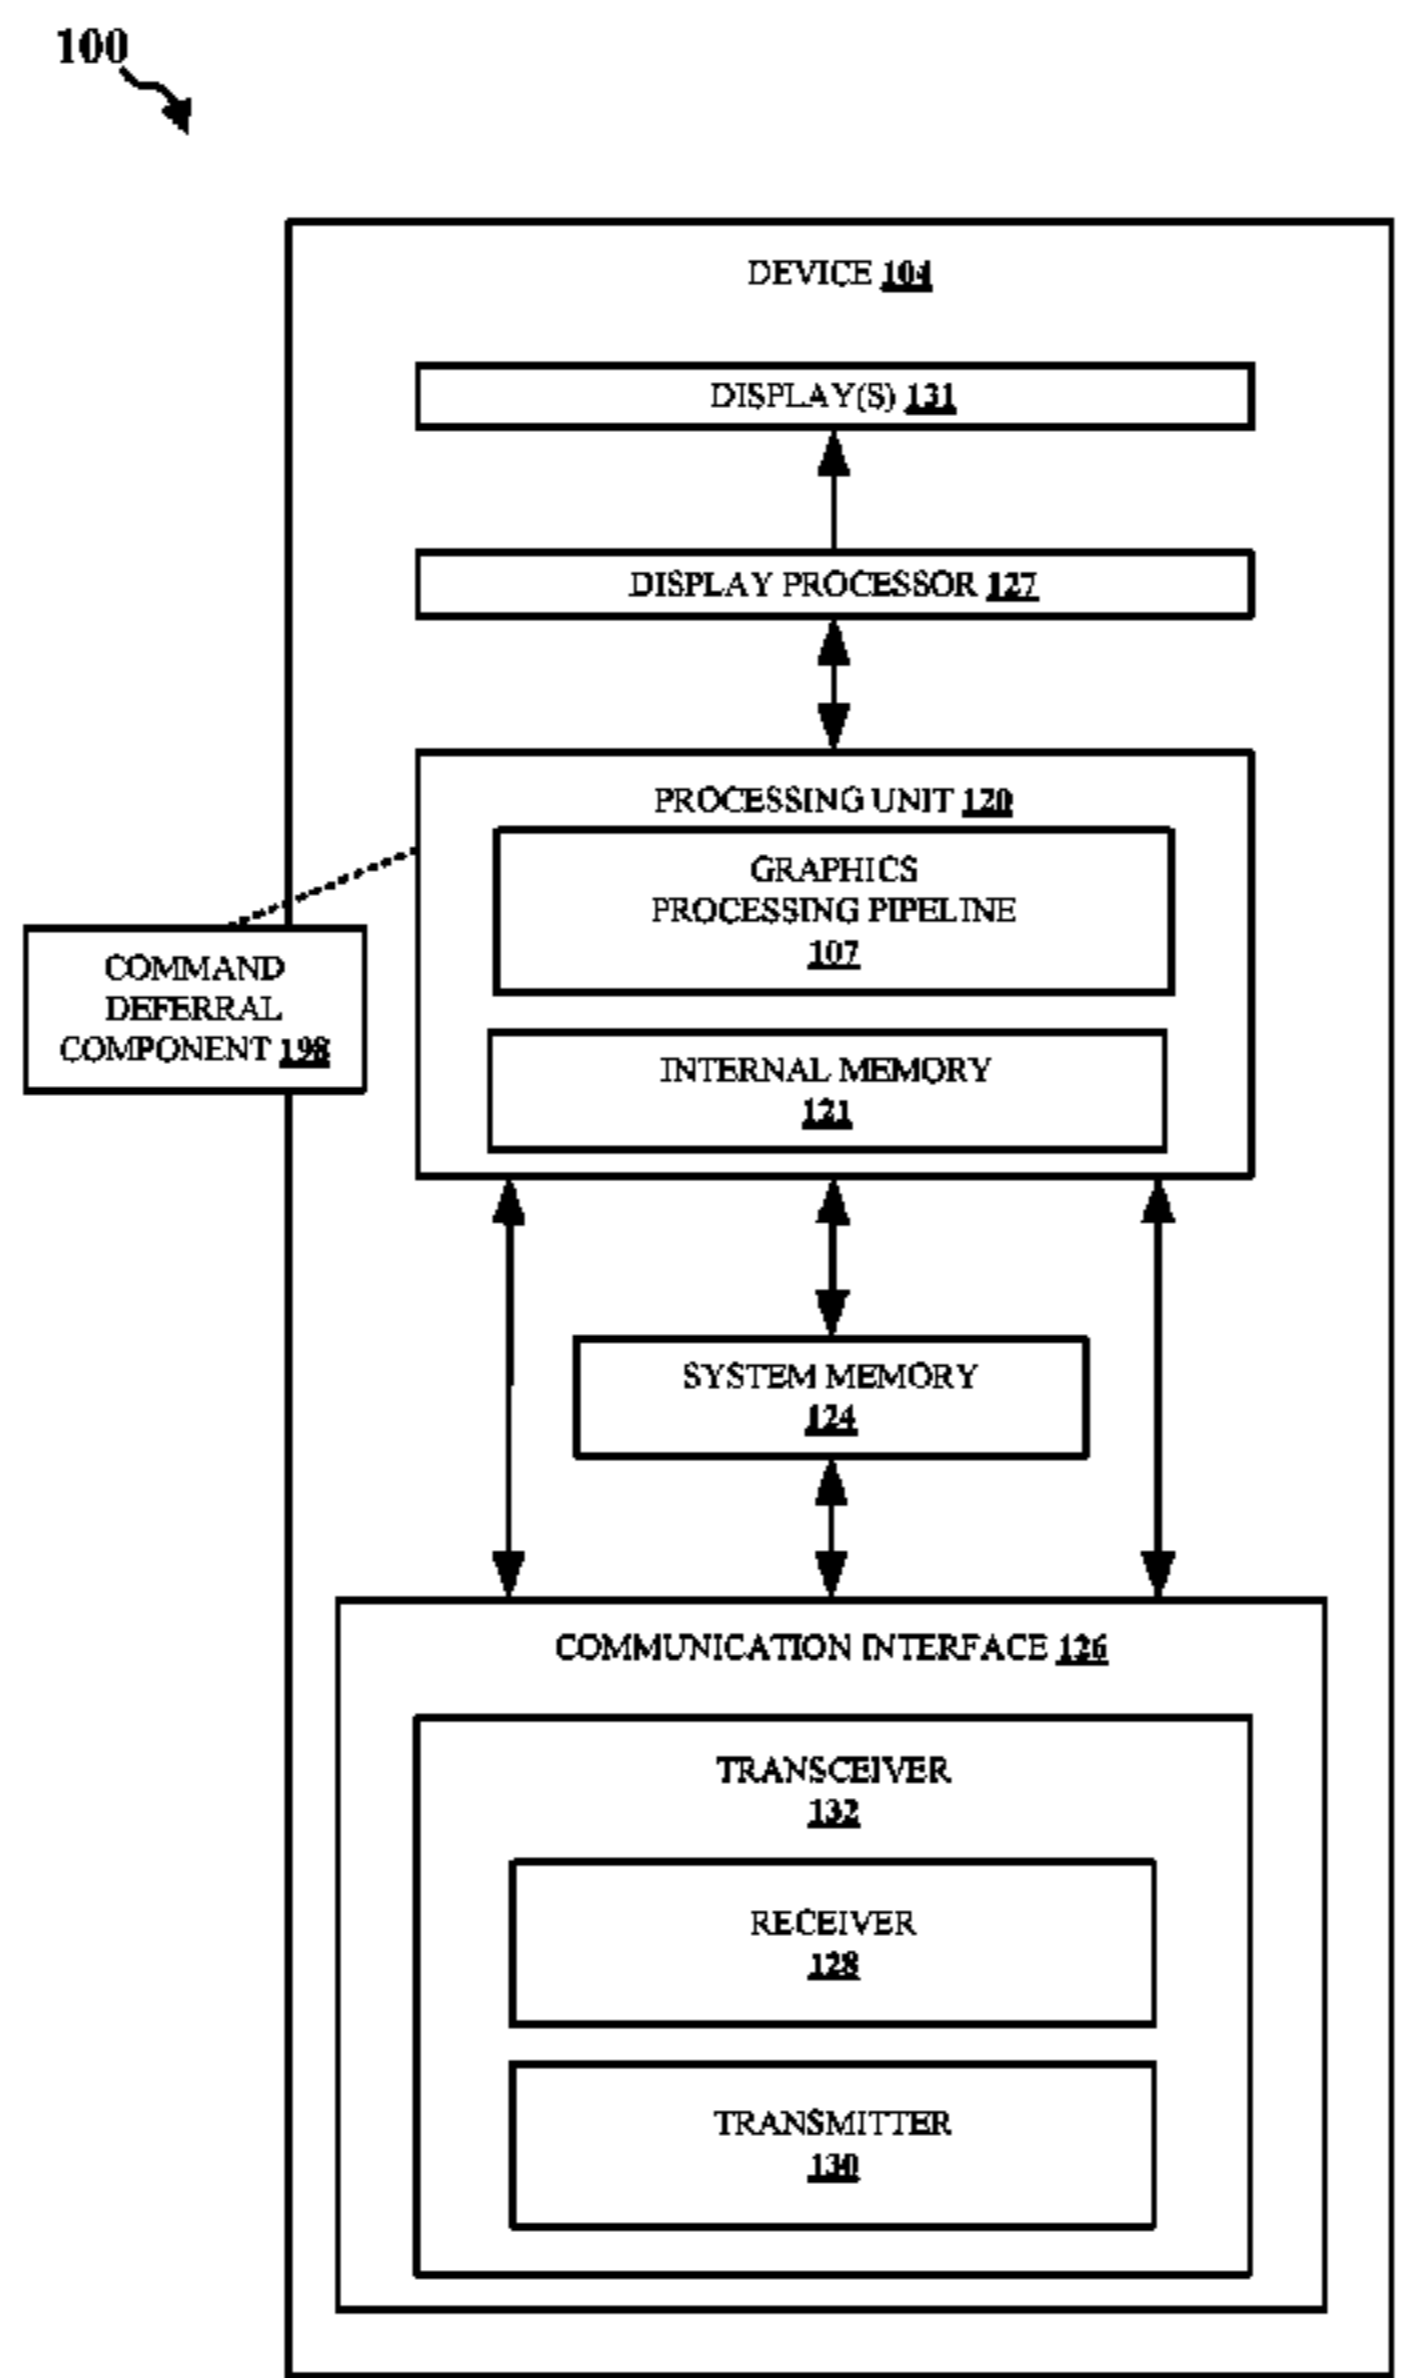 100
DEVICE 104
DISPLAY(S) 131
DISPLAY PROCESSOR 127
PROCESSING UNIT 120
GRAPHICS
PROCESSING PIPELINE
107
COMMAND
DEFERRAL
COMPONENT 198
INTERNAL MEMORY
121
SYSTEM MEMORY
124
COMMUNICATION INTERFACE 126
TRANSCEIVER
132
RECEIVER
128
TRANSMITTER
130